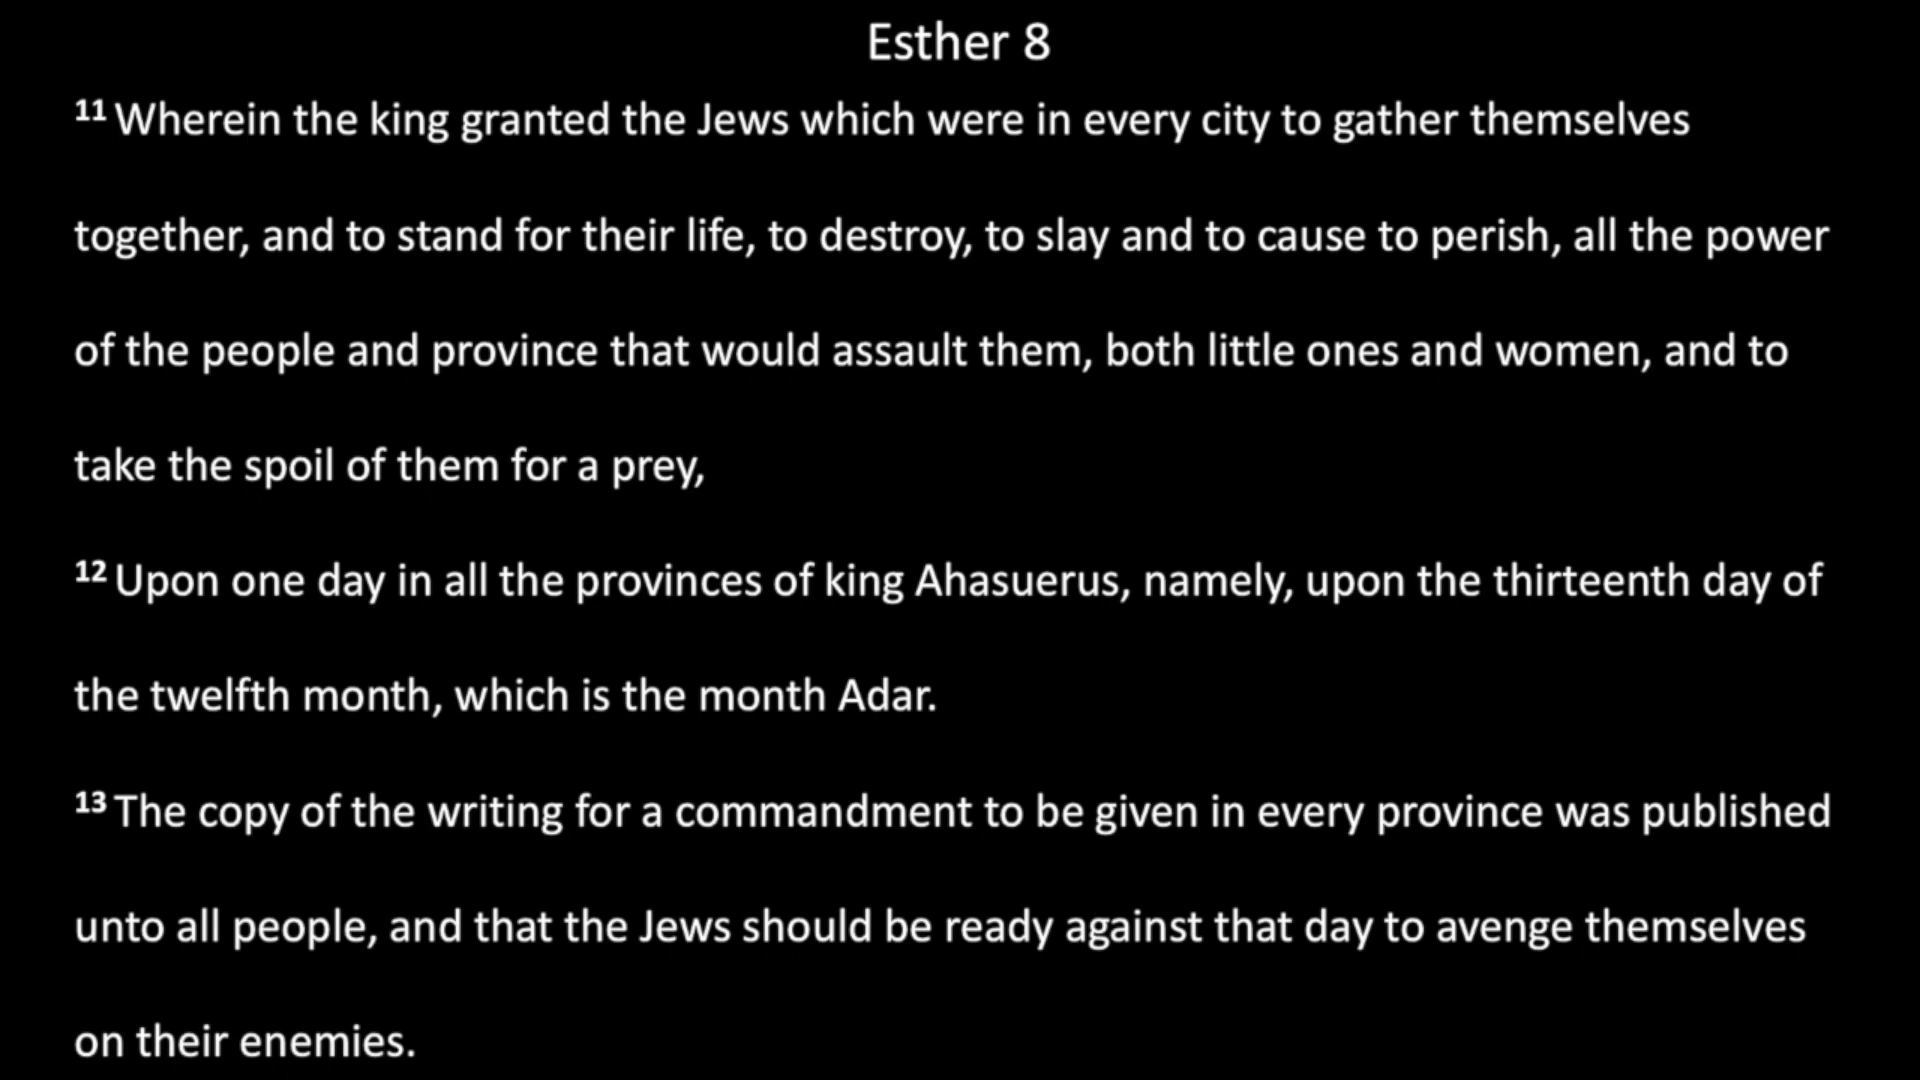 Esther 8
11 Wherein the king granted the Jews which were in every city to gather themselves
together, and to stand for their life, to destroy, to slay and to cause to perish, all the power
of the people and province that would assault them, both little ones and women, and to
take the spoil of them for a prey,
12 Upon one day in all the provinces of king Ahasuerus, namely, upon the thirteenth day of
the twelfth month, which is the month Adar.
13 The copy of the writing for a commandment to be given in every province was published
unto all people, and that the Jews should be ready against that day to avenge themselves
on their enemies.